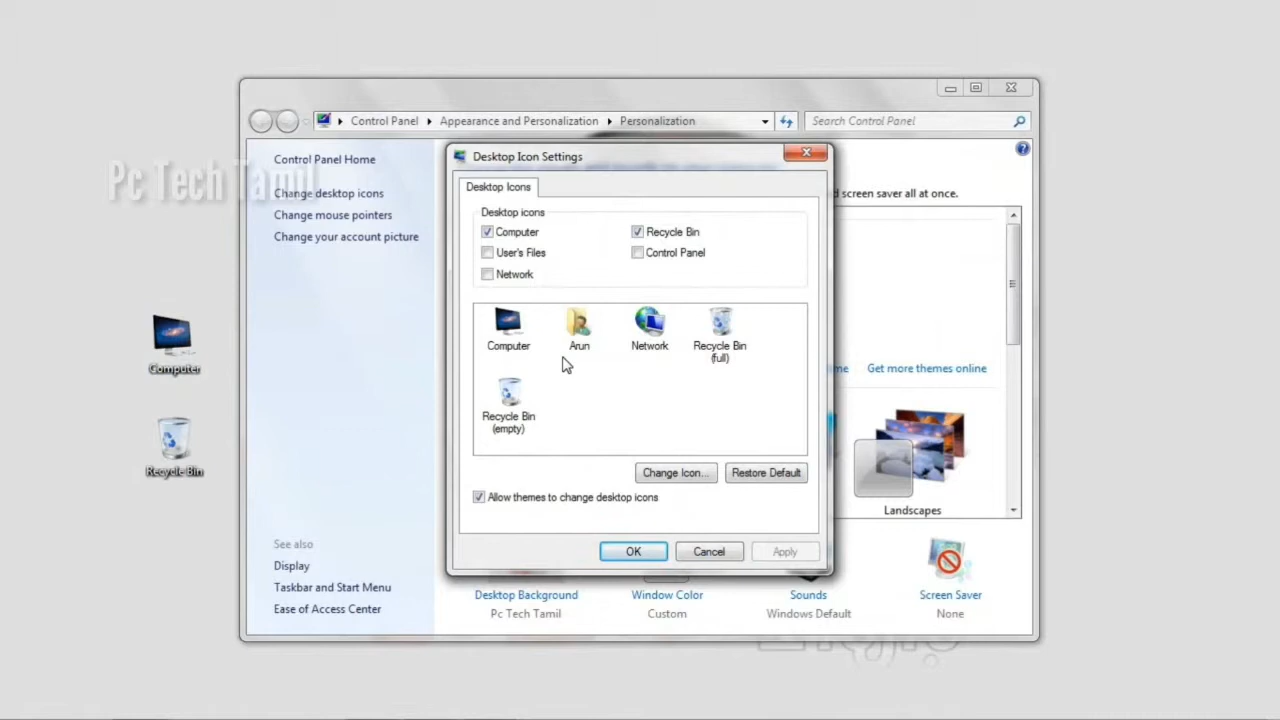 Control Panel
Appearance and Personalization
Personalization
Search Control Panel
Pc Tech Tamil
Control Panel Home
Change desktop icons
Change mouse pointers
Change your account picture
See also
Display
Taskbar and Start Menu
Ease of Access Center
Computer
Recycle Bin
Desktop Icon Settings
Desktop Icons
Desktop icons
Computer
Recycle Bin
User's Files
Control Panel
Network
Computer
Arun
Network
Recycle Bin
(full)
Recycle Bin
(empty)
Change Icon...
Restore Default
Allow themes to change desktop icons
OK
Cancel
Apply
screen saver all at once.
Get more themes online
Landscapes
Desktop Background
Pc Tech Tamil
Window Color
Custom
Sounds
Windows Default
Screen Saver
None